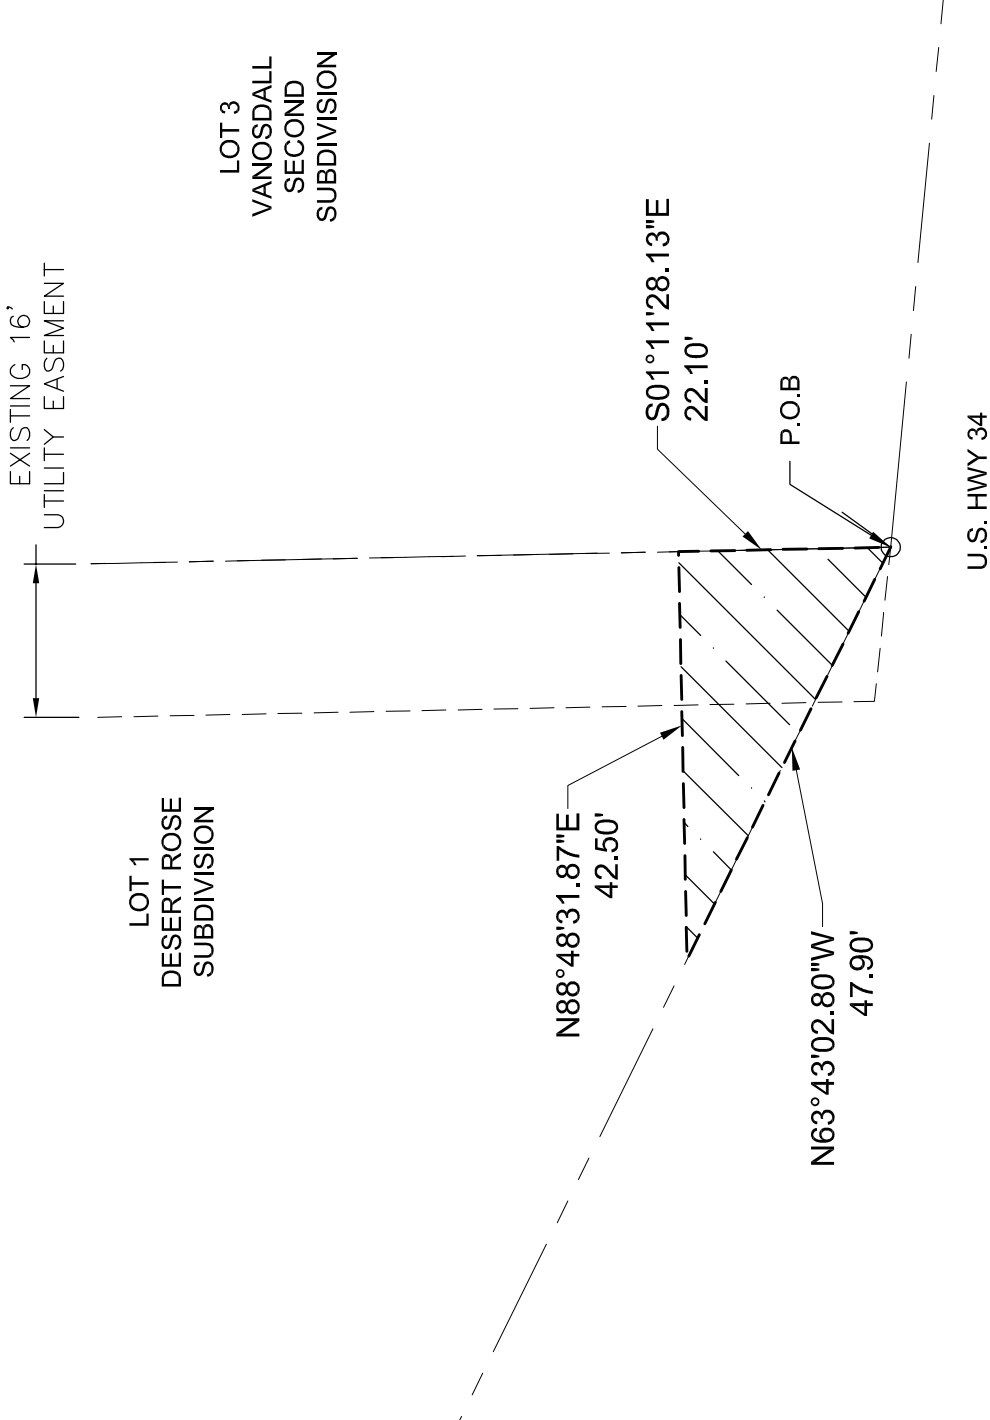 EXISTING 16'
UTILITY EASEMENT
LOT 3
VANOSDALL
SECOND
SUBDIVISION
LOT 1
DESERT ROSE
SUBDIVISION
S01°11'28.13"E
22.10'
P.O.B
N88°48'31.87"E
42.50'
N63°43'02.80"W
47.90'
U.S. HWY 34